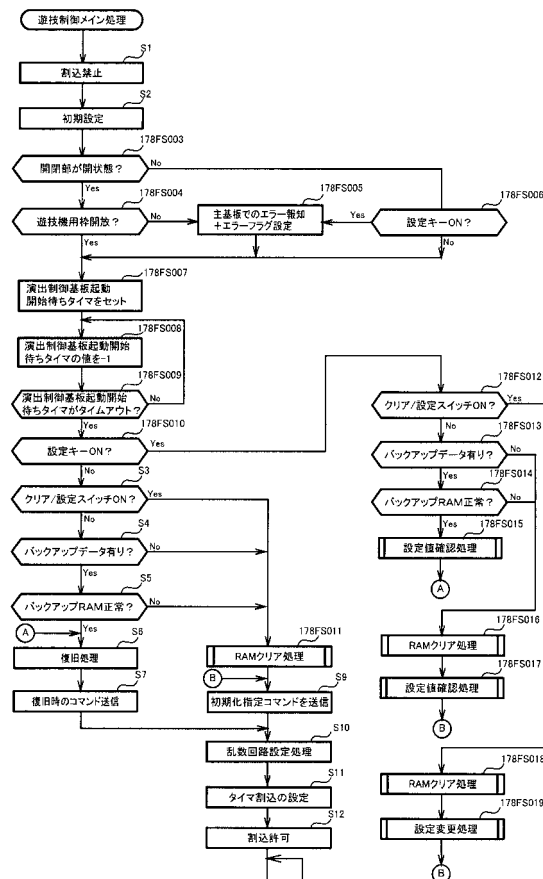 遊技制御メイン処理
S1
割込禁止
S2
初期設定
178FS003
開閉部が開状態？
No
Yes
178FS004
遊技機用枠開放？
No
Yes
178FS005
主基板でのエラー報知
+エラーフラグ設定
178FS006
設定キーON？
Yes
No
178FS007
演出制御基板起動
開始待ちタイマをセット
178FS008
演出制御基板起動開始
待ちタイマの値を-1
178FS009
演出制御基板起動開始
待ちタイマがタイムアウト？
No
Yes
178FS010
設定キーON？
Yes
No
S3
クリア/設定スイッチON？
Yes
No
S4
バックアップデータ有り？
No
Yes
S5
バックアップRAM正常？
No
Yes
A
S6
復旧処理
S7
復旧時のコマンド送信
178FS011
RAMクリア処理
B
S9
初期化指定コマンドを送信
S10
乱数回路設定処理
S11
タイマ割込の設定
S12
割込許可
178FS012
クリア/設定スイッチON？
Yes
No
178FS013
バックアップデータ有り？
No
Yes
178FS014
バックアップRAM正常？
No
Yes
178FS015
設定値確認処理
A
178FS016
RAMクリア処理
178FS017
設定値確認処理
B
178FS018
RAMクリア処理
178FS019
設定変更処理
B